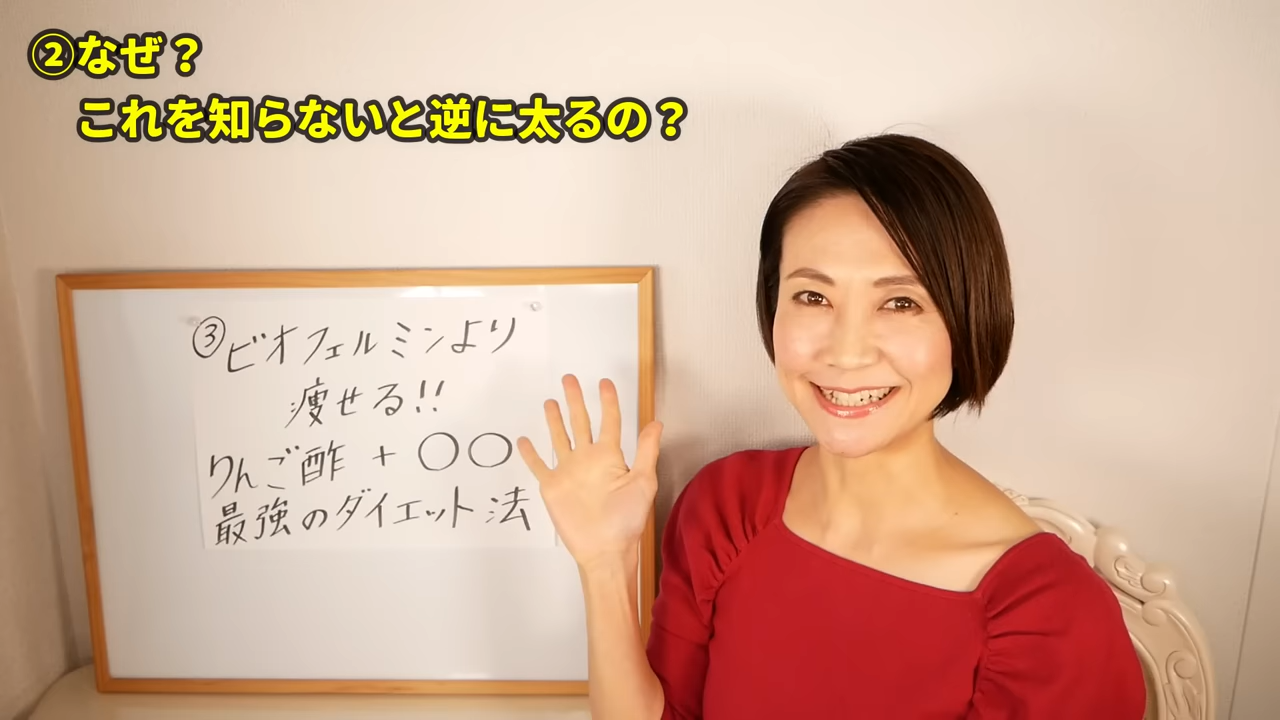 ②なぜ？
これを知らないと逆に太るの？
③ビオフェルミンより
痩せる!!
りんご酢 + 〇〇
最強のダイエット法